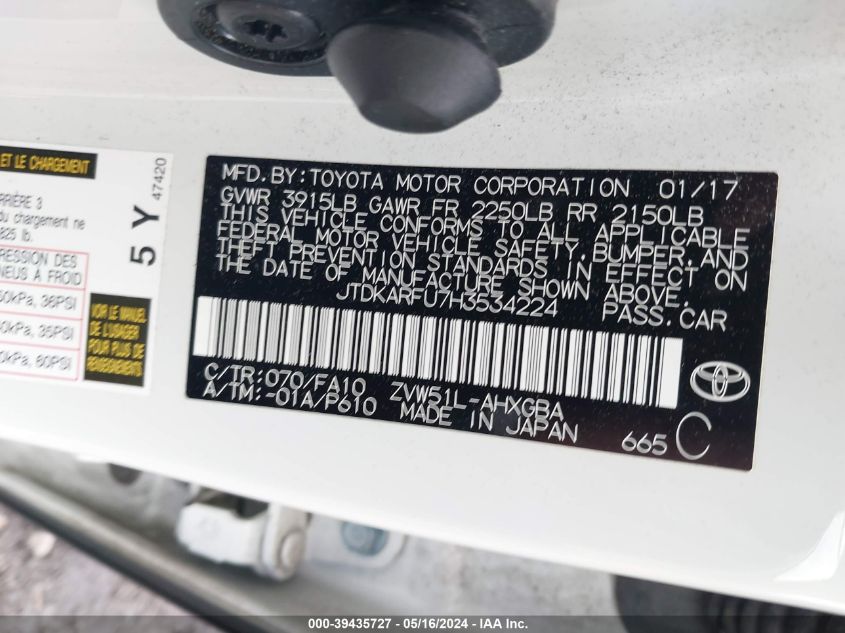 ET LE CHARGEMENT
RRIÈRE 3
du chargement ne
825 lb.
RESSION DES
NEUS À FROID
kPa, 36PSI
kPa, 35PSI
0kPa, 60PSI
VOIR LE
MANUEL DE
L'USAGER
POUR PLUS DE
5 Y
47420
MFD. BY: TOYOTA MOTOR CORPORATION 01/17
GVWR 3915LB GAWR FR 2250LB RR 2150LB
THIS VEHICLE CONFORMS TO ALL APPLICABLE
FEDERAL MOTOR VEHICLE SAFETY, BUMPER, AND
THEFT PREVENTION STANDARDS IN EFFECT ON
THE DATE OF MANUFACTURE SHOWN ABOVE.
JTDKARFU7H3534224 PASS. CAR
C/TR:070/FA10 ZVW51L-AHXGBA
A/TM:-01A/P610 MADE IN JAPAN
665 C
000-39435727 - 05/16/2024 - IAA Inc.